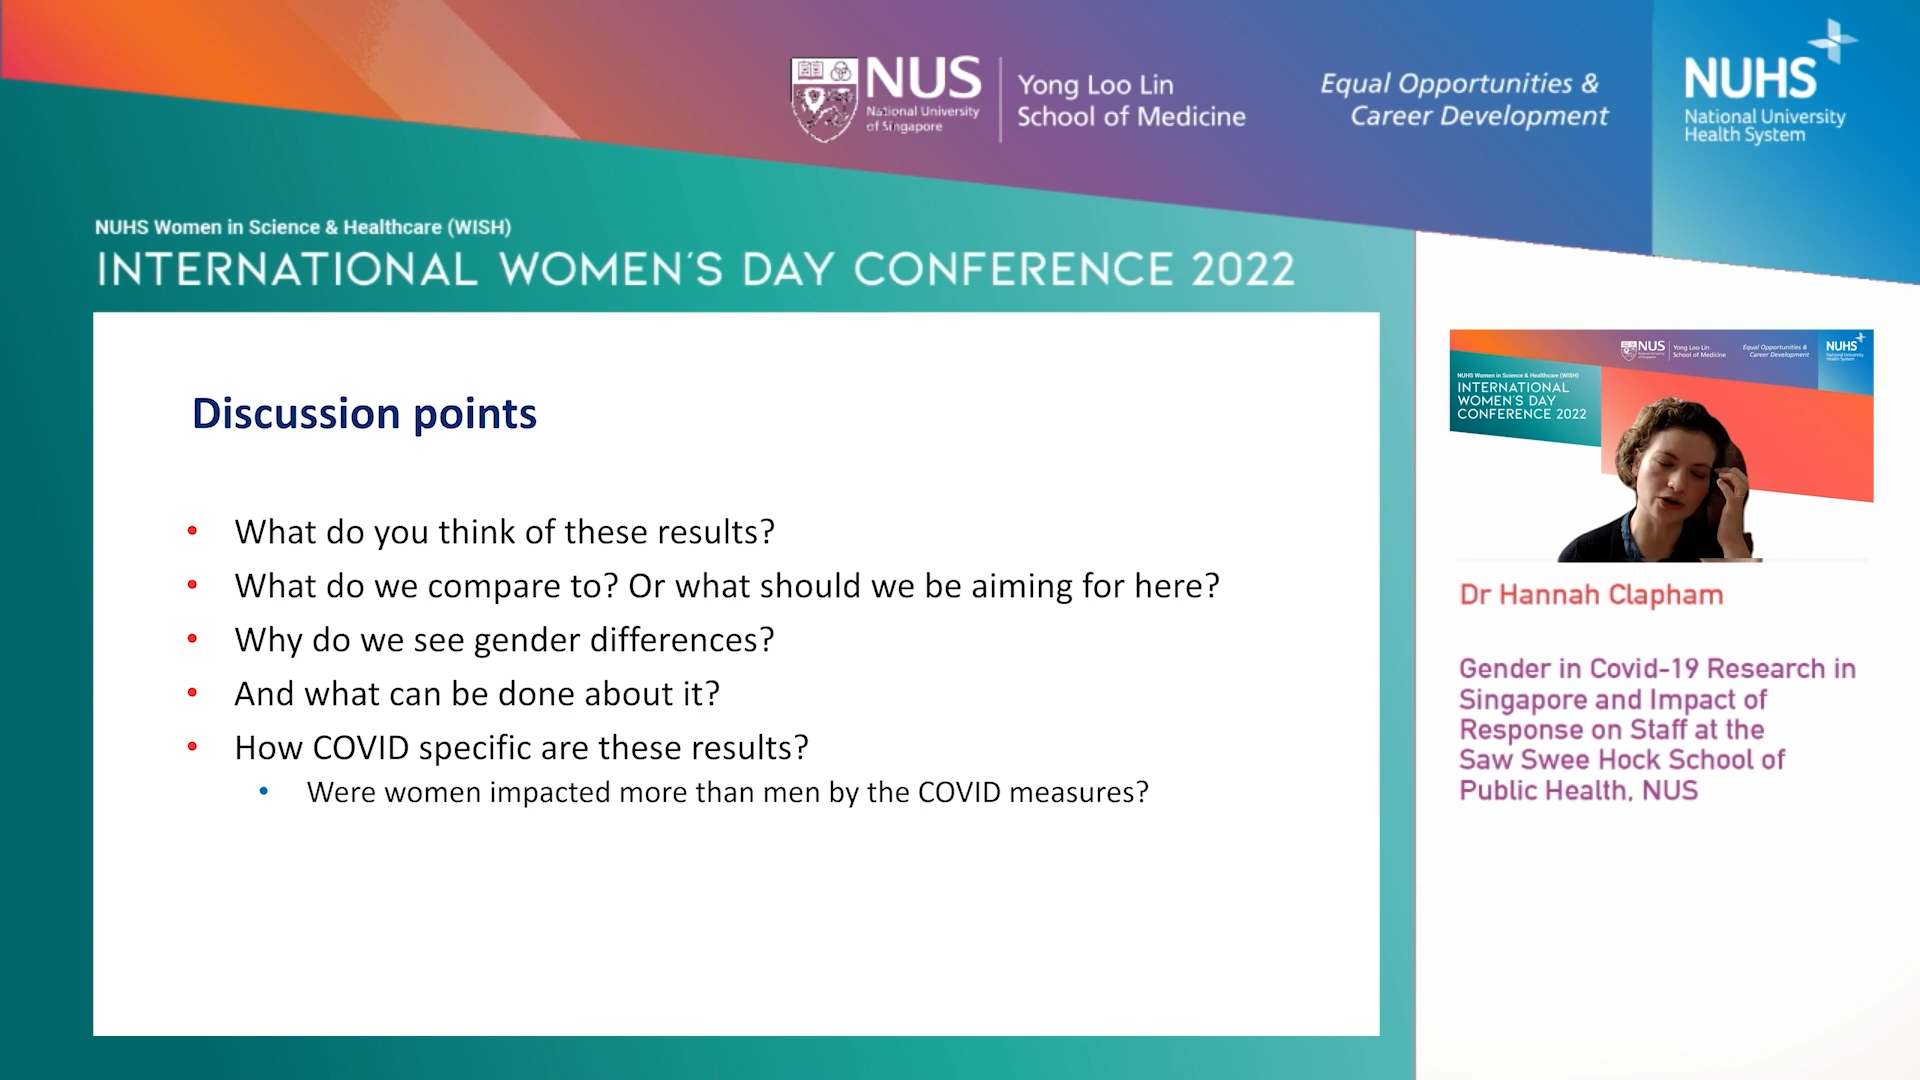 NUS
National University
of Singapore
Yong Loo Lin
School of Medicine
Equal Opportunities &
Career Development
NUHS
National University
Health System
NUHS Women in Science & Healthcare (WISH)
INTERNATIONAL WOMEN'S DAY CONFERENCE 2022
Discussion points
• What do you think of these results?
• What do we compare to? Or what should we be aiming for here?
• Why do we see gender differences?
• And what can be done about it?
• How COVID specific are these results?
• Were women impacted more than men by the COVID measures?
NUS
Yong Loo Lin
School of Medicine
Equal Opportunities &
Career Development
NUHS
National University
Health System
NUHS Women in Science & Healthcare (WISH)
INTERNATIONAL
WOMEN'S DAY
CONFERENCE 2022
Dr Hannah Clapham
Gender in Covid-19 Research in
Singapore and Impact of
Response on Staff at the
Saw Swee Hock School of
Public Health, NUS